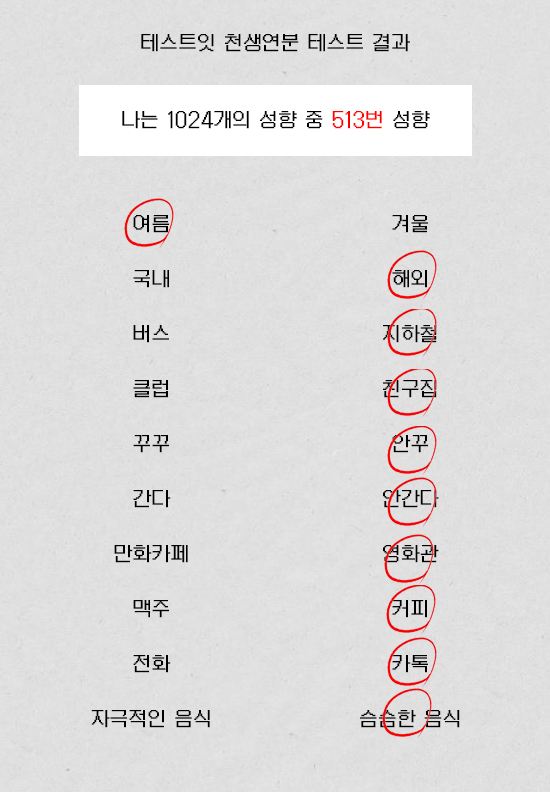 테스트잇 천생연분 테스트 결과
나는 1024개의 성향 중 513번 성향
여름 겨울
국내 해외
버스 지하철
클럽 친구집
꾸꾸 안꾸
간다 안간다
만화카페 영화관
맥주 커피
전화 카톡
자극적인 음식 슴슴한 음식